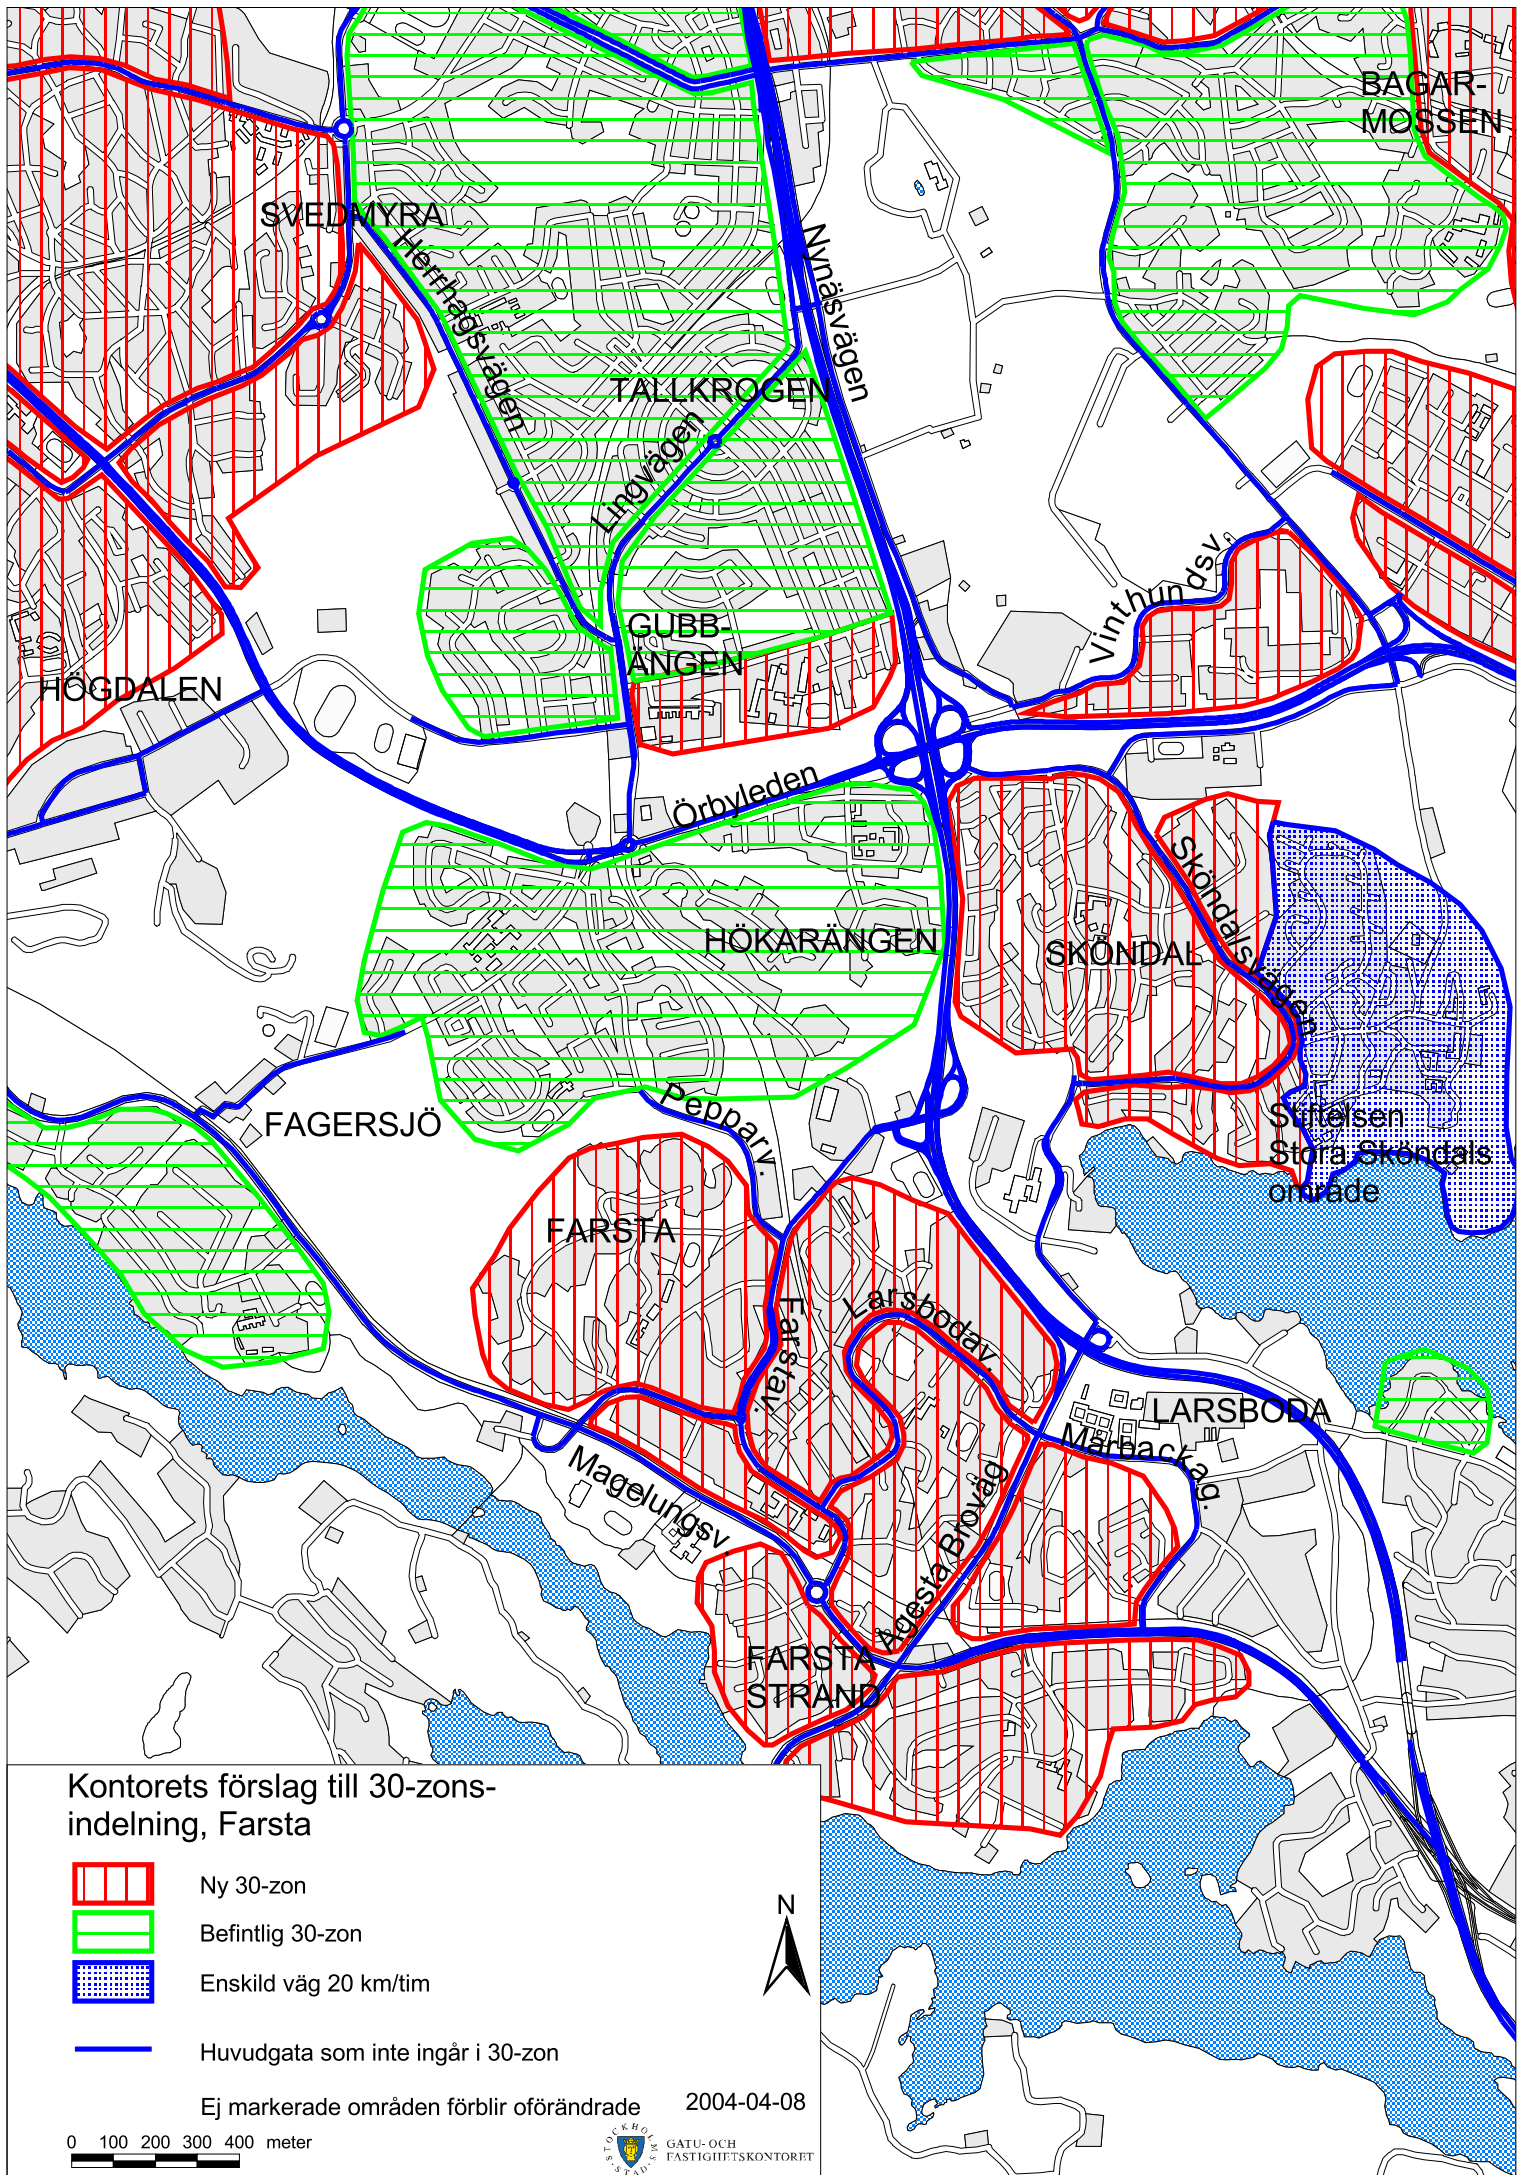 BAGAR-
MOSSEN
SVEDMYRA
Herrhagsvägen
Nynäsvägen
TALLKROGEN
Lingvägen
Vinthundsv.
GUBB-
ÄNGEN
HÖGDALEN
Örbyleden
Sköndalsvägen
HÖKARÄNGEN
SKÖNDAL
FAGERSJÖ
Pepparv.
Stiftelsen
Stora Sköndals
område
FARSTA
Farstav.
Larsbodav.
LARSBODA
Mårbackag.
Magelungsv.
Ågesta Broväg
FARSTA
STRAND
Kontorets förslag till 30-zons-
indelning, Farsta
Ny 30-zon
Befintlig 30-zon
Enskild väg 20 km/tim
Huvudgata som inte ingår i 30-zon
Ej markerade områden förblir oförändrade
2004-04-08
N
0 100 200 300 400 meter
STOCKHOLMS STAD
GATU- OCH
FASTIGHETSKONTORET